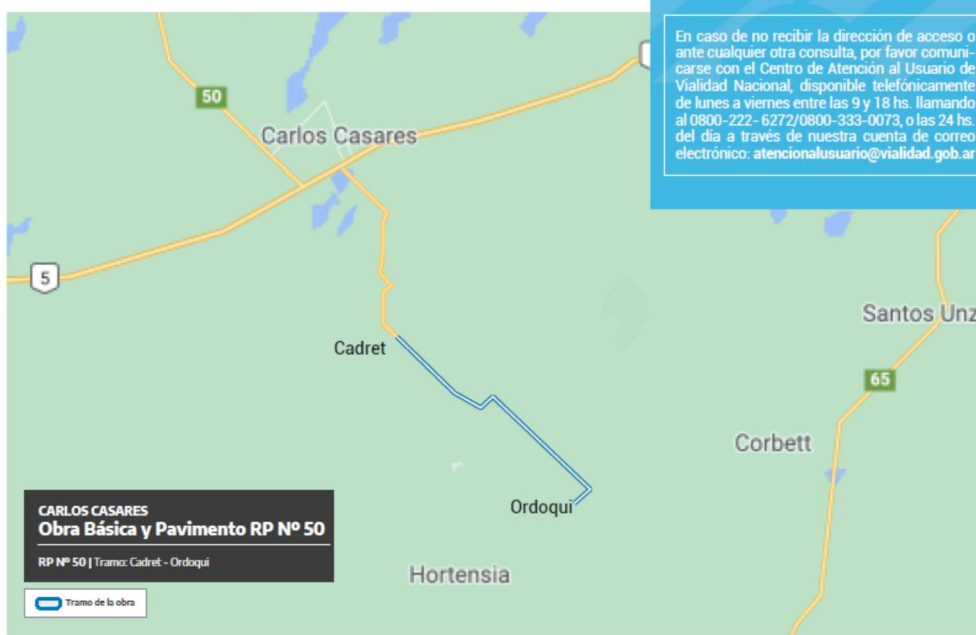 En caso de no recibir la dirección de acceso o
ante cualquier otra consulta, por favor comuni-
carse con el Centro de Atención al Usuario de
Vialidad Nacional, disponible telefónicamente
de lunes a viernes entre las 9 y 18 hs. llamando
al 0800-222- 6272/0800-333-0073, o las 24 hs.
del día a través de nuestra cuenta de correo
electrónico: atencionalusuario@vialidad.gob.ar
50
Carlos Casares
5
Santos Unz
Cadret
65
Corbett
Ordoqui
CARLOS CASARES
Obra Básica y Pavimento RP Nº 50
RP Nº 50 | Tramo: Cadret - Ordoqui
Hortensia
Tramo de la obra